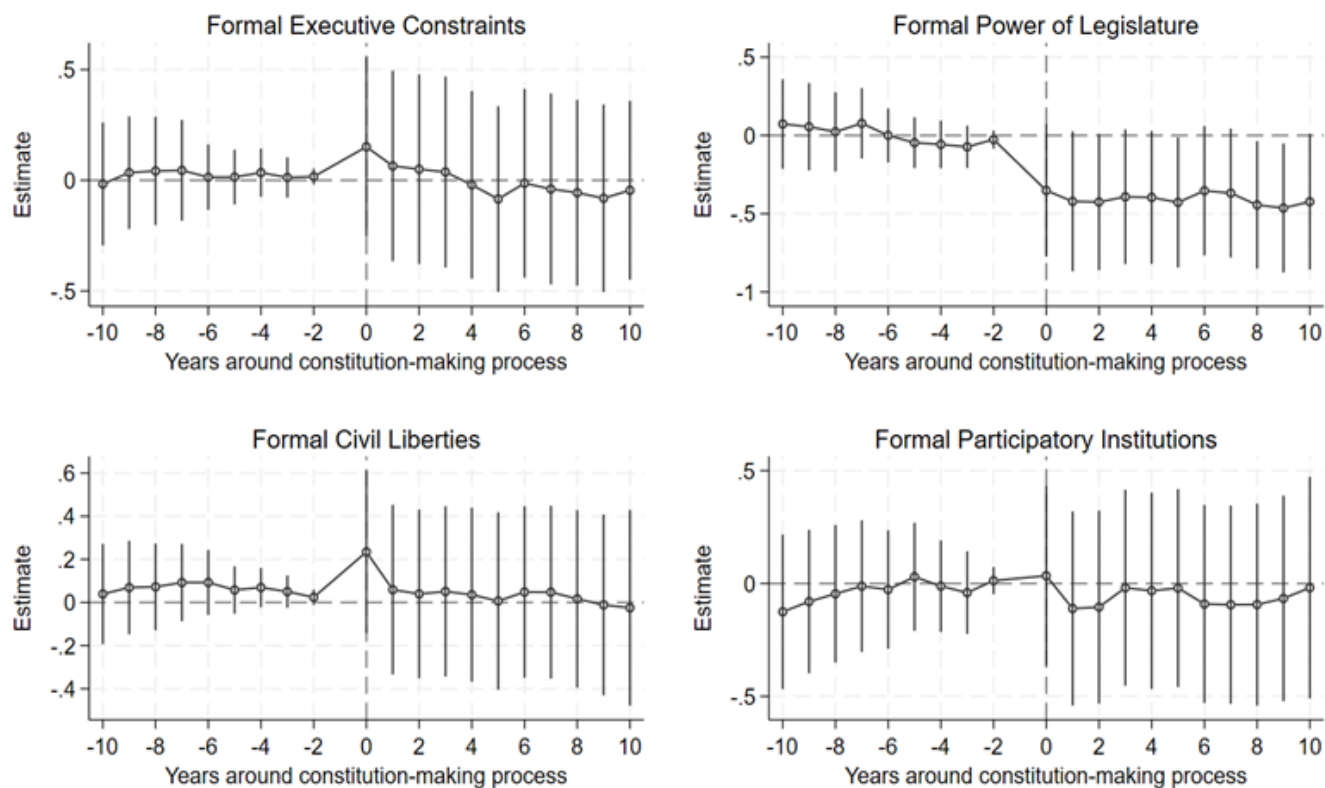 Formal Executive Constraints
Estimate
.5
0
-.5
-10 -8 -6 -4 -2 0 2 4 6 8 10
Years around constitution-making process
Formal Power of Legislature
Estimate
.5
0
-.5
-1
-10 -8 -6 -4 -2 0 2 4 6 8 10
Years around constitution-making process
Formal Civil Liberties
Estimate
.6
.4
.2
0
-.2
-.4
-10 -8 -6 -4 -2 0 2 4 6 8 10
Years around constitution-making process
Formal Participatory Institutions
Estimate
.5
0
-.5
-10 -8 -6 -4 -2 0 2 4 6 8 10
Years around constitution-making process